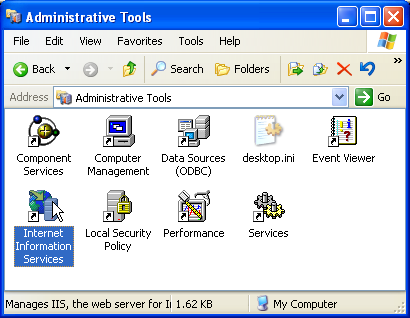 Administrative Tools
File Edit View Favorites Tools Help
Back Search Folders
Address Administrative Tools Go
Component Services
Computer Management
Data Sources (ODBC)
desktop.ini
Event Viewer
Internet Information Services
Local Security Policy
Performance
Services
Manages IIS, the web server for I 1.62 KB My Computer